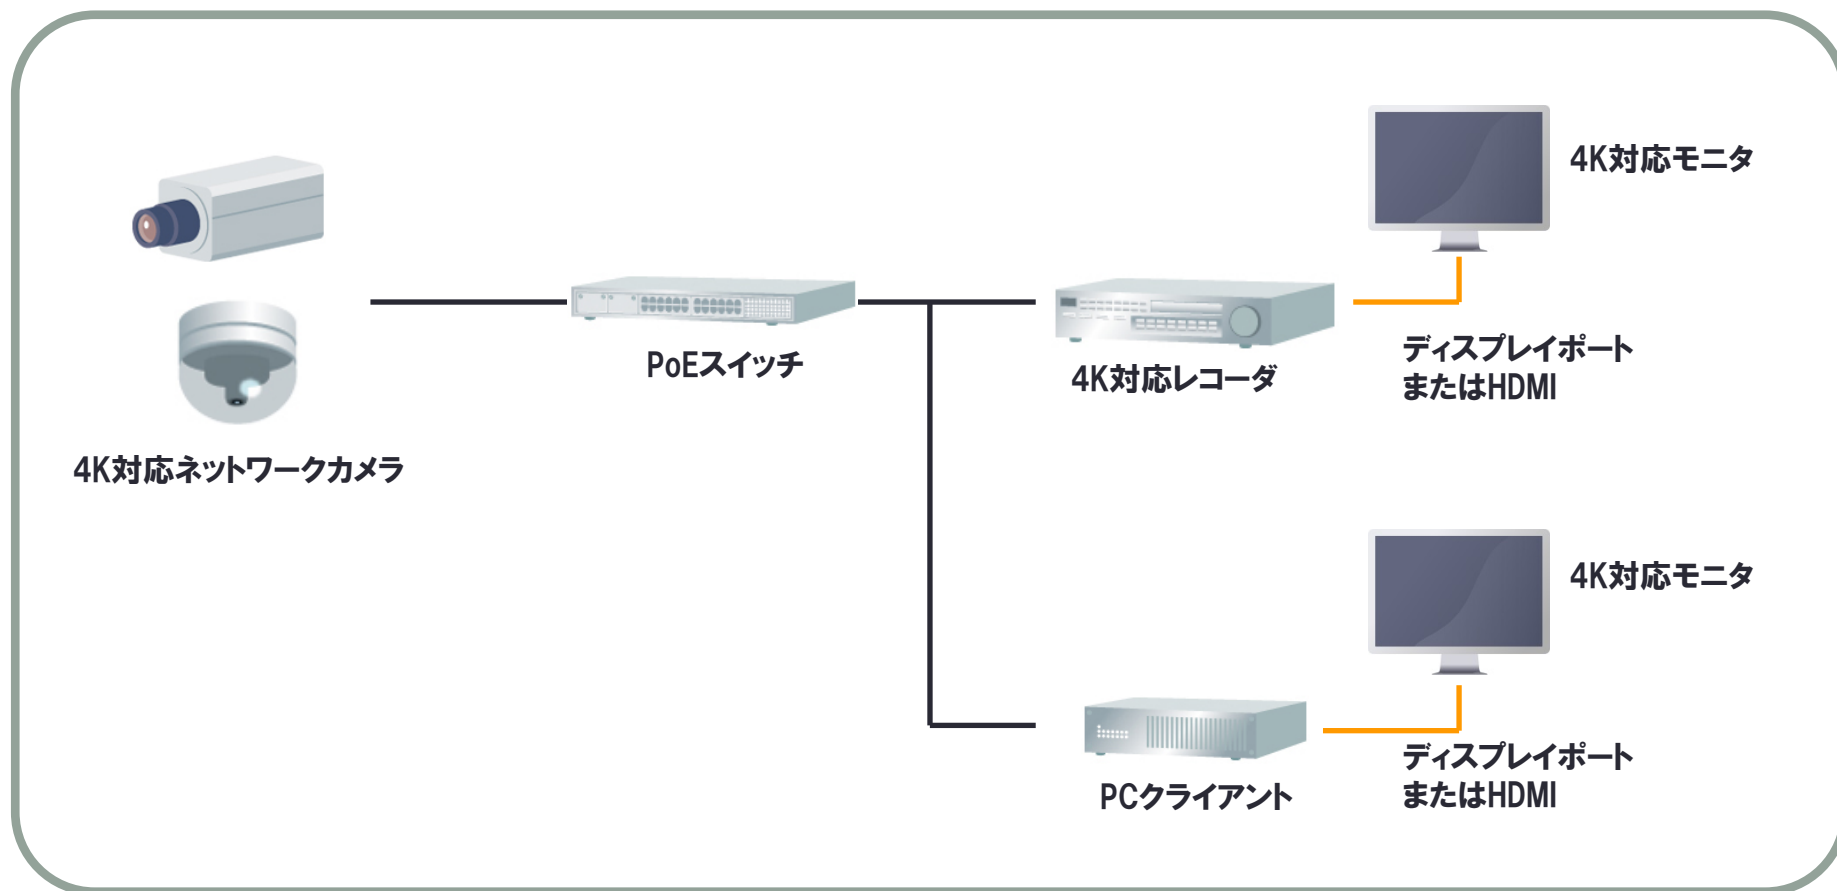 4K対応モニタ
PoEスイッチ
4K対応レコーダ
ディスプレイポート
またはHDMI
4K対応ネットワークカメラ
4K対応モニタ
PCクライアント
ディスプレイポート
またはHDMI